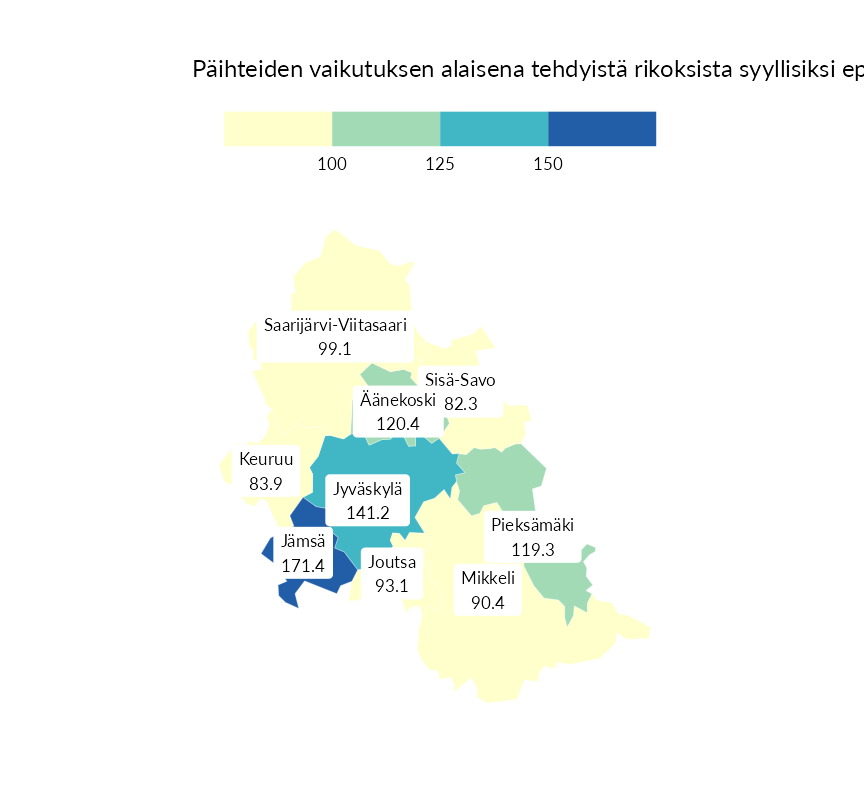 Päihteiden vaikutuksen alaisena tehdyistä rikoksista syyllisiksi ep
100 125 150
Saarijärvi-Viitasaari
99.1
Sisä-Savo
82.3
Äänekoski
120.4
Keuruu
83.9
Jyväskylä
141.2
Pieksämäki
119.3
Jämsä
171.4
Joutsa
93.1
Mikkeli
90.4